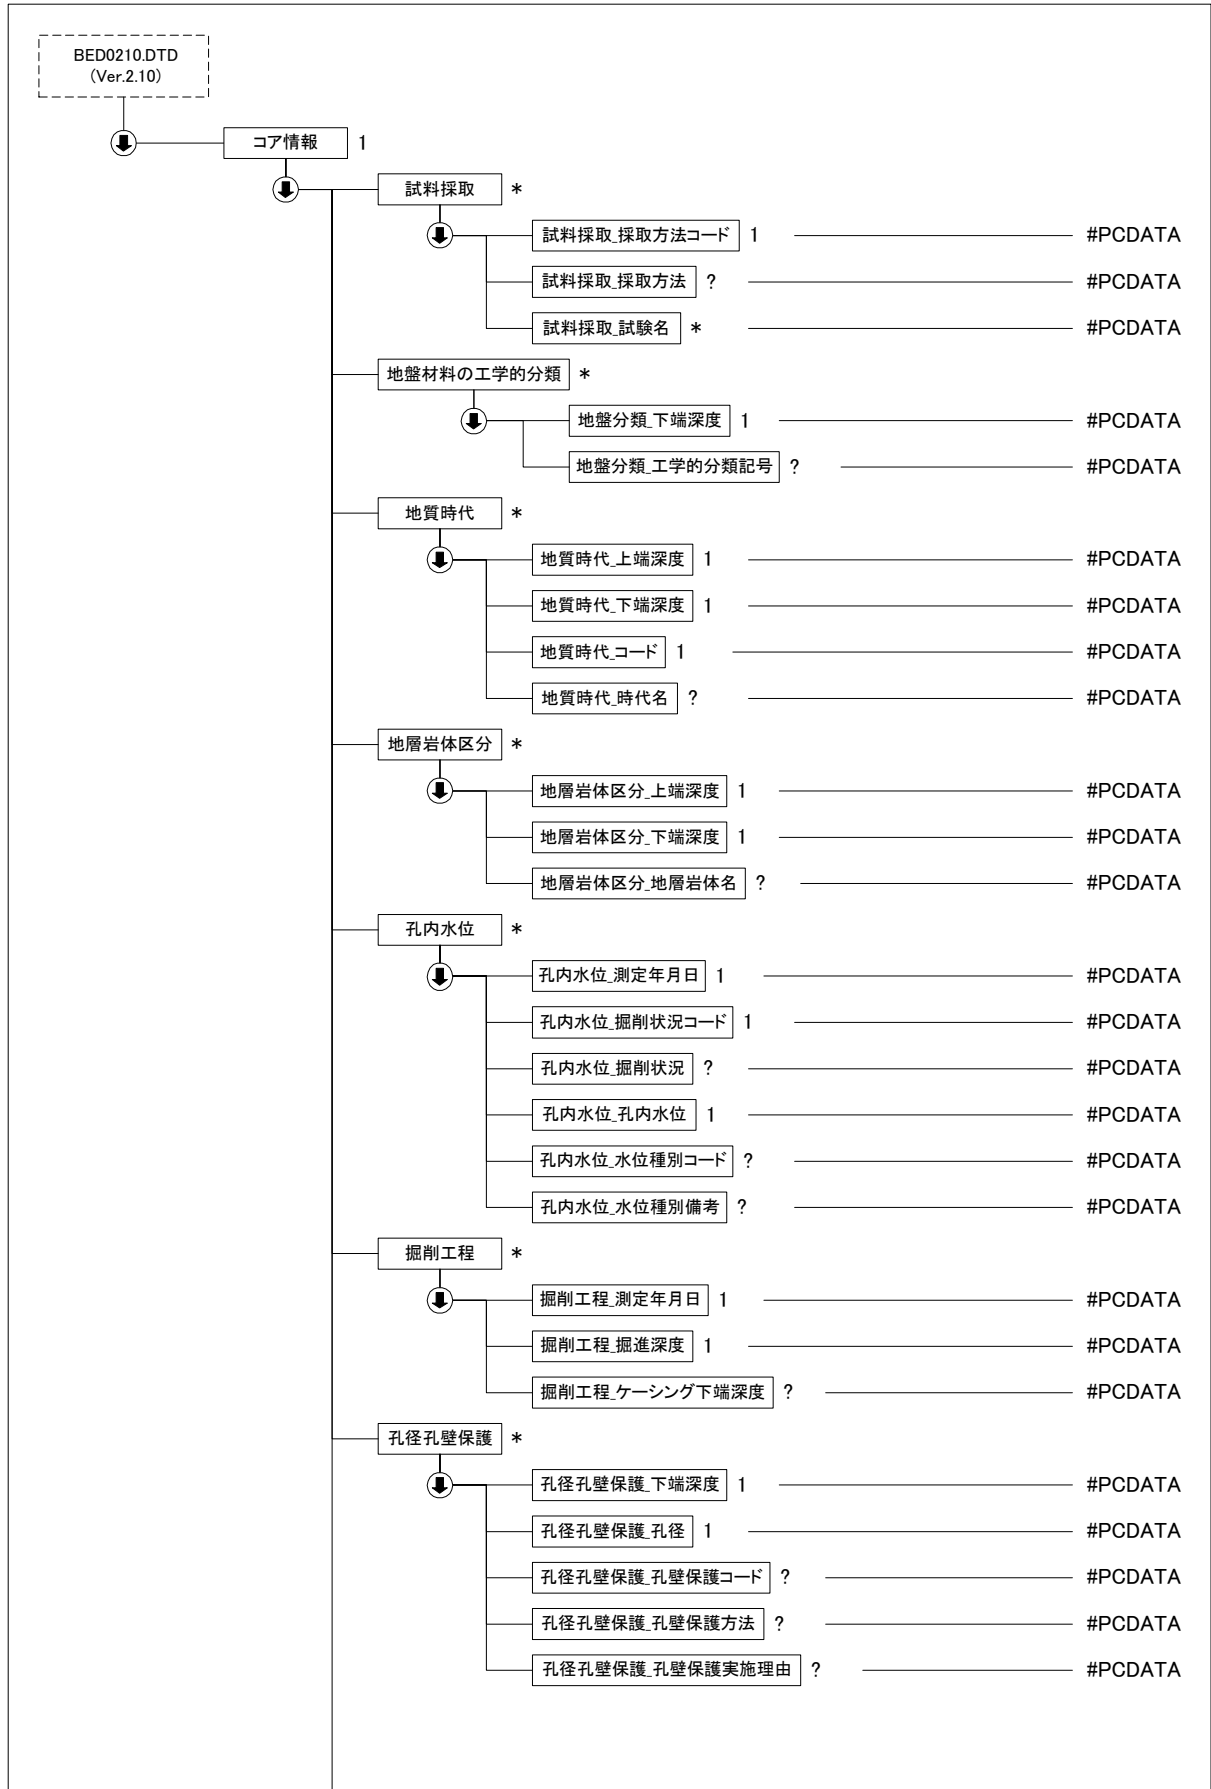 BED0210.DTD
(Ver.2.10)
コア情報 1
試料採取 *
試料採取_採取方法コード 1 #PCDATA
試料採取_採取方法 ? #PCDATA
試料採取_試験名 * #PCDATA
地盤材料の工学的分類 *
地盤分類_下端深度 1 #PCDATA
地盤分類_工学的分類記号 ? #PCDATA
地質時代 *
地質時代_上端深度 1 #PCDATA
地質時代_下端深度 1 #PCDATA
地質時代_コード 1 #PCDATA
地質時代_時代名 ? #PCDATA
地層岩体区分 *
地層岩体区分_上端深度 1 #PCDATA
地層岩体区分_下端深度 1 #PCDATA
地層岩体区分_地層岩体名 ? #PCDATA
孔内水位 *
孔内水位_測定年月日 1 #PCDATA
孔内水位_掘削状況コード 1 #PCDATA
孔内水位_掘削状況 ? #PCDATA
孔内水位_孔内水位 1 #PCDATA
孔内水位_水位種別コード ? #PCDATA
孔内水位_水位種別備考 ? #PCDATA
掘削工程 *
掘削工程_測定年月日 1 #PCDATA
掘削工程_掘進深度 1 #PCDATA
掘削工程_ケーシング下端深度 ? #PCDATA
孔径孔壁保護 *
孔径孔壁保護_下端深度 1 #PCDATA
孔径孔壁保護_孔径 1 #PCDATA
孔径孔壁保護_孔壁保護コード ? #PCDATA
孔径孔壁保護_孔壁保護方法 ? #PCDATA
孔径孔壁保護_孔壁保護実施理由 ? #PCDATA